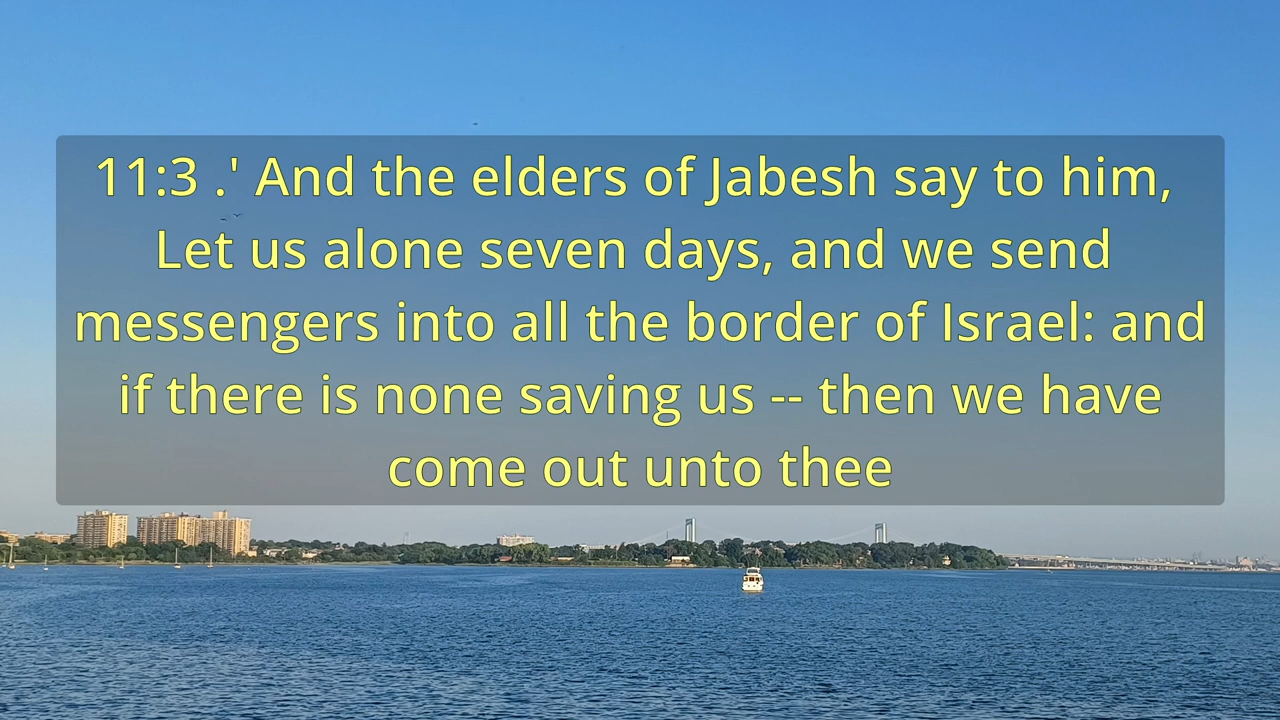 11:3 .' And the elders of Jabesh say to him,
Let us alone seven days, and we send
messengers into all the border of Israel: and
if there is none saving us -- then we have
come out unto thee